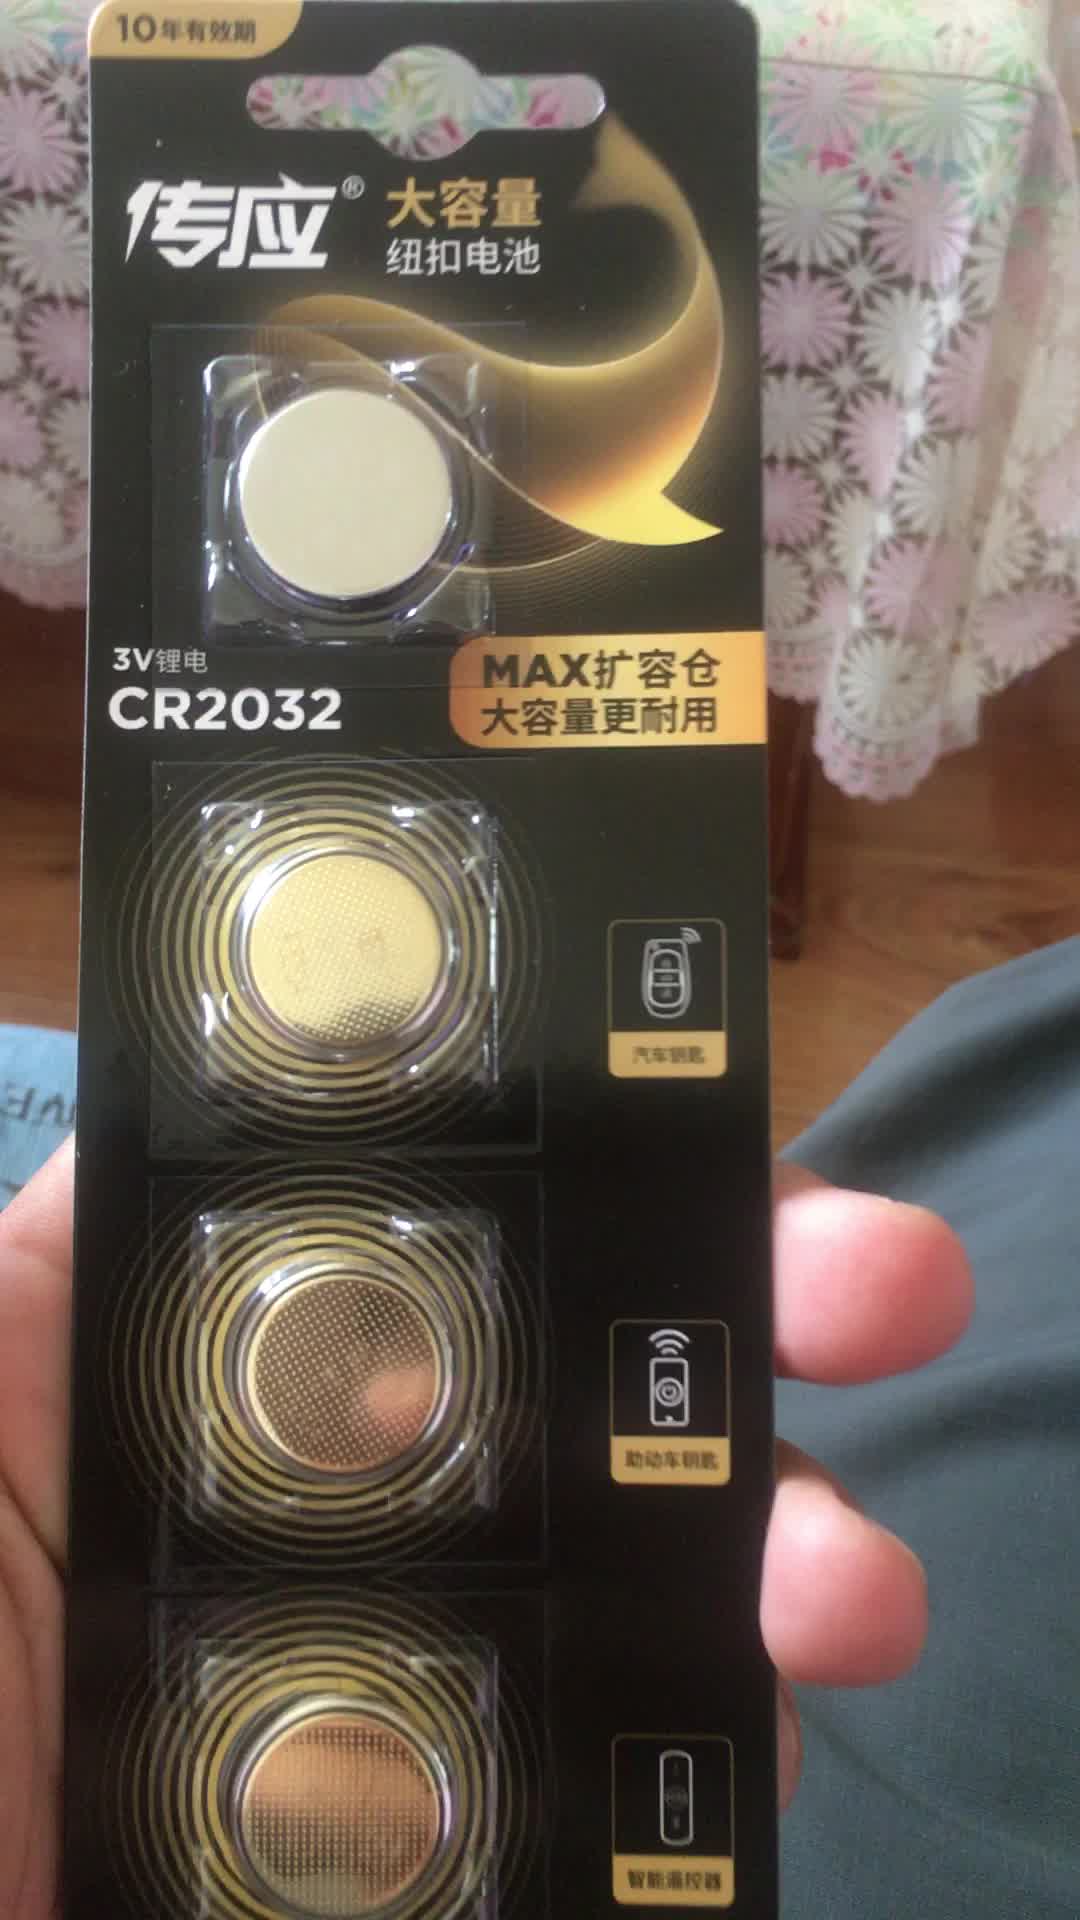 10年有效期
传应®
大容量
纽扣电池
3V锂电
CR2032
MAX扩容仓
大容量更耐用
汽车钥匙
助动车钥匙
智能遥控器